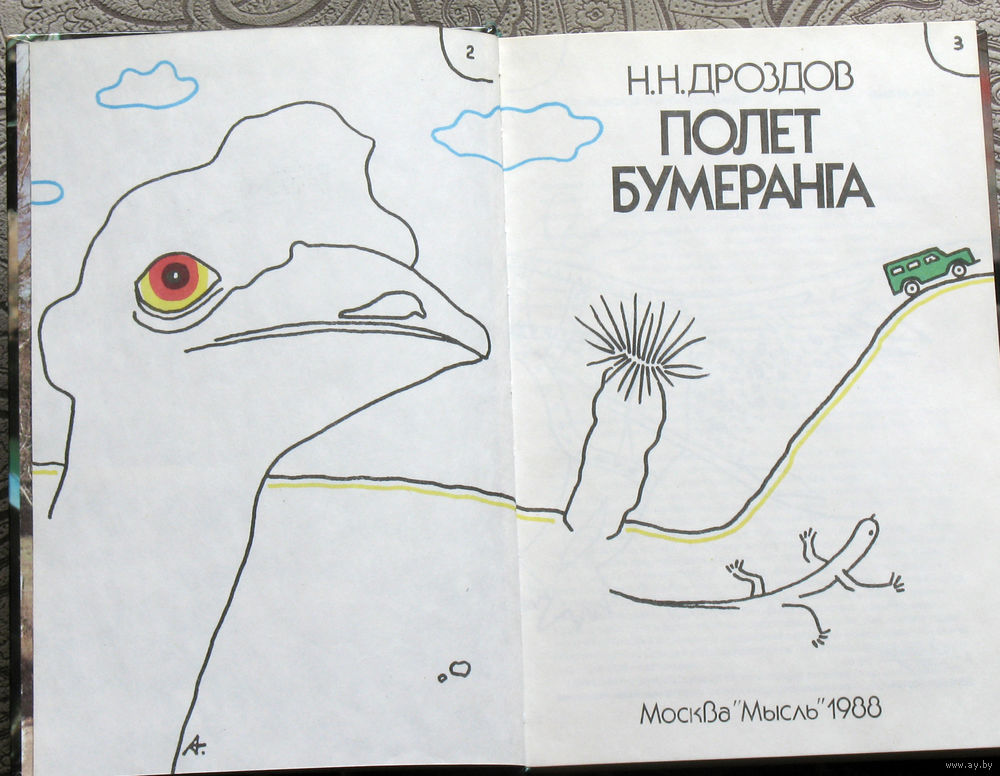 2
3
Н.Н.ДРОЗДОВ
ПОЛЕТ
БУМЕРАНГА
Москва "Мысль" 1988
А.
www.ay.by